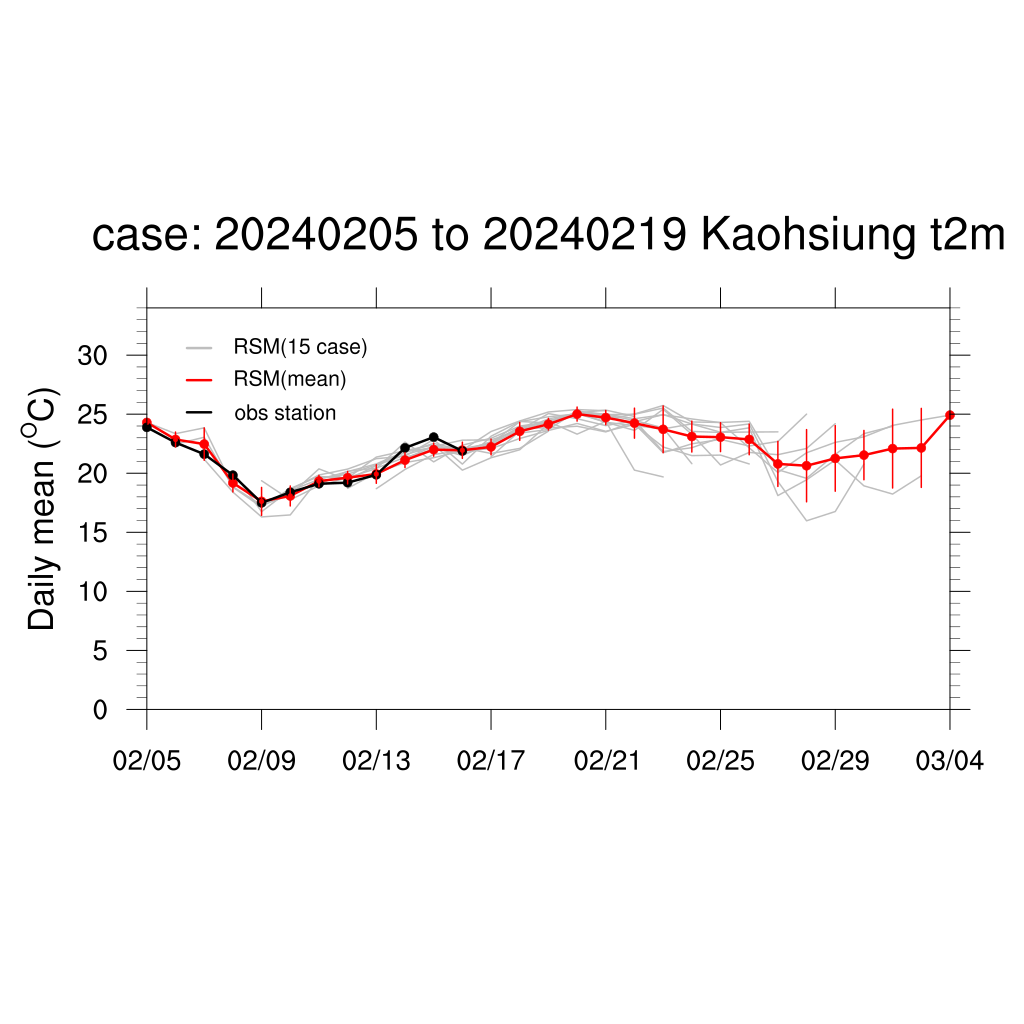 case: 20240205 to 20240219 Kaohsiung t2m
RSM(15 case)
RSM(mean)
obs station
Daily mean (OC)
30
25
20
15
10
5
0
02/05 02/09 02/13 02/17 02/21 02/25 02/29 03/04